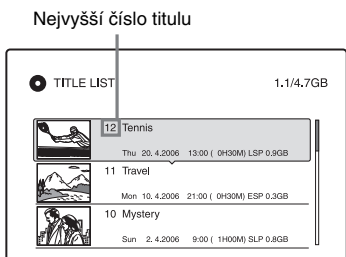 Nejvyšší číslo titulu
TITLE LIST 1.1/4.7GB
12 Tennis
Thu 20. 4.2006 13:00 ( 0H30M) LSP 0.9GB
11 Travel
Mon 10. 4.2006 21:00 ( 0H30M) ESP 0.3GB
10 Mystery
Sun 2. 4.2006 9:00 ( 1H00M) SLP 0.8GB